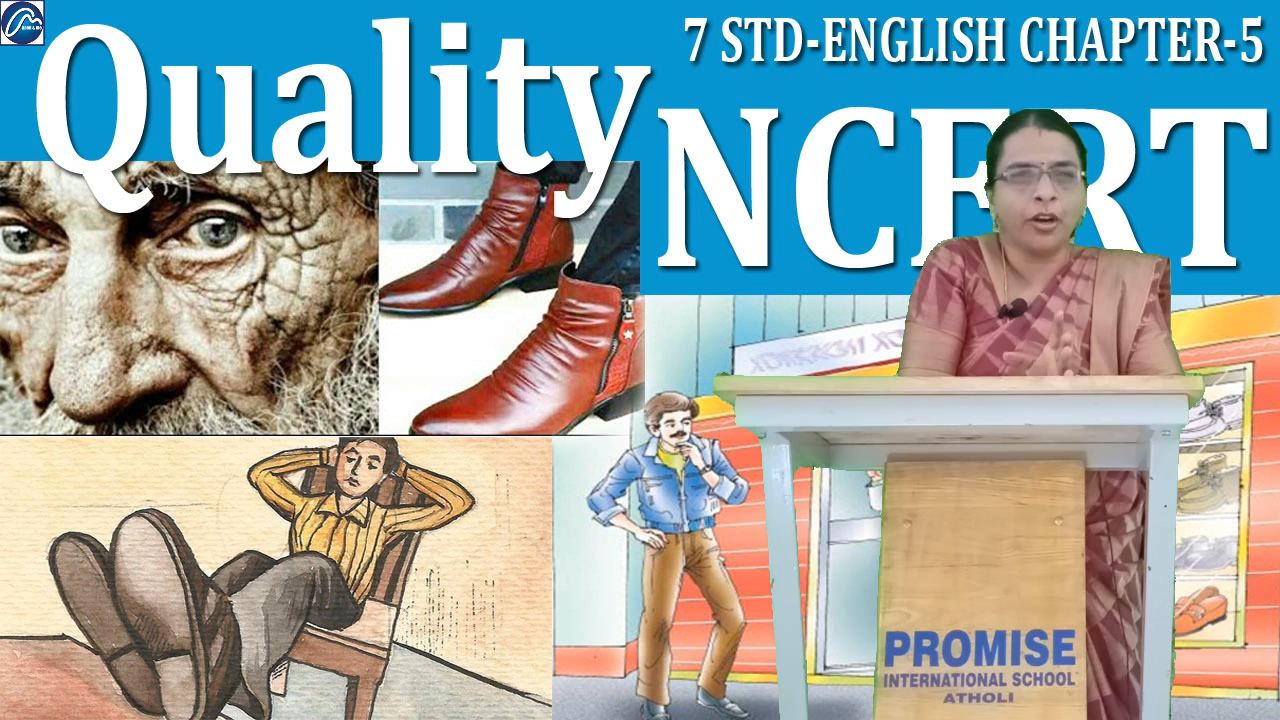 Quality
7 STD-ENGLISH CHAPTER-5
NCERT
PROMISE
INTERNATIONAL SCHOOL
ATHOLI